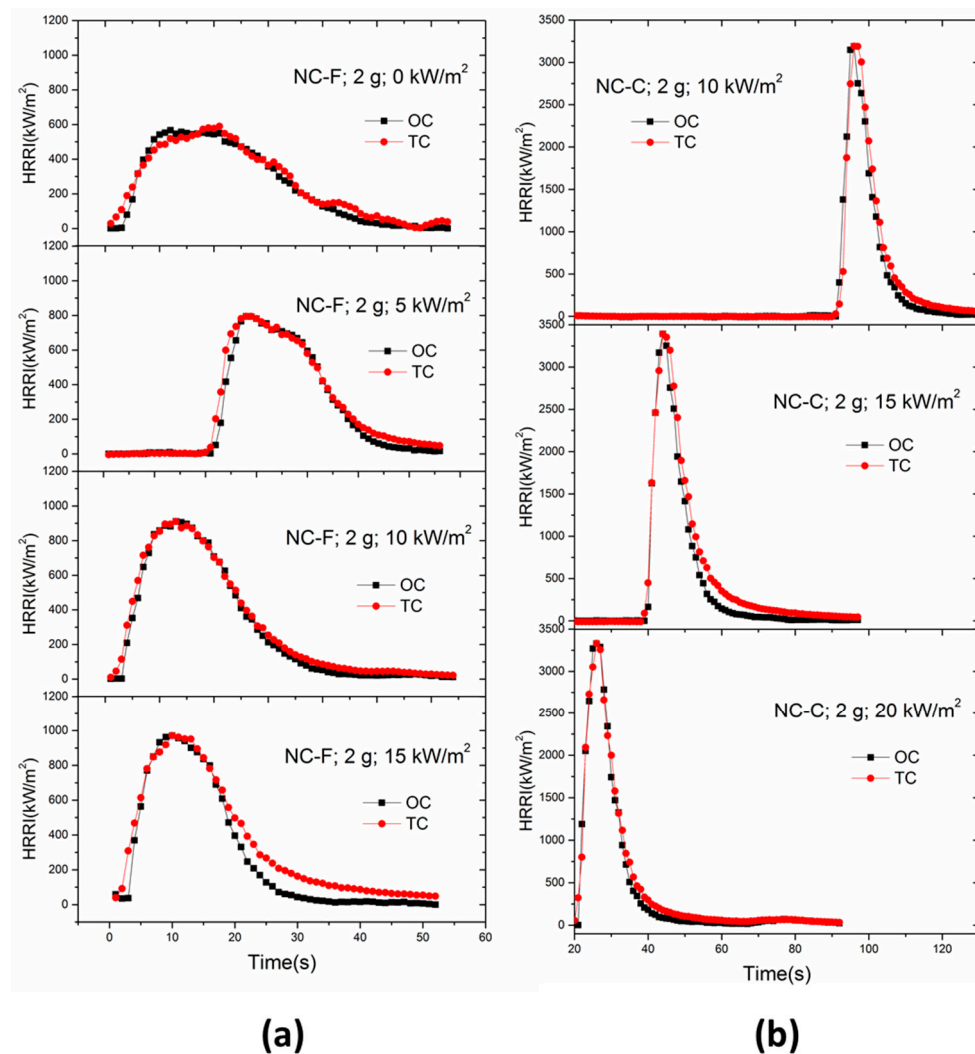 1200
1000
800
600
400
200
0
HRRI(kW/m²)
NC-F; 2 g; 0 kW/m²
OC
TC
1200
1000
800
600
400
200
0
HRRI(kW/m²)
NC-F; 2 g; 5 kW/m²
OC
TC
1200
1000
800
600
400
200
0
HRRI(kW/m²)
NC-F; 2 g; 10 kW/m²
OC
TC
1200
1000
800
600
400
200
0
HRRI(kW/m²)
NC-F; 2 g; 15 kW/m²
OC
TC
0 10 20 30 40 50 60
Time(s)
(a)
3500
3000
2500
2000
1500
1000
500
0
HRRI(kW/m²)
NC-C; 2 g; 10 kW/m²
OC
TC
3500
3000
2500
2000
1500
1000
500
0
HRRI(kW/m²)
NC-C; 2 g; 15 kW/m²
OC
TC
3500
3000
2500
2000
1500
1000
500
0
HRRI(kW/m²)
NC-C; 2 g; 20 kW/m²
OC
TC
20 40 60 80 100 120
Time(s)
(b)